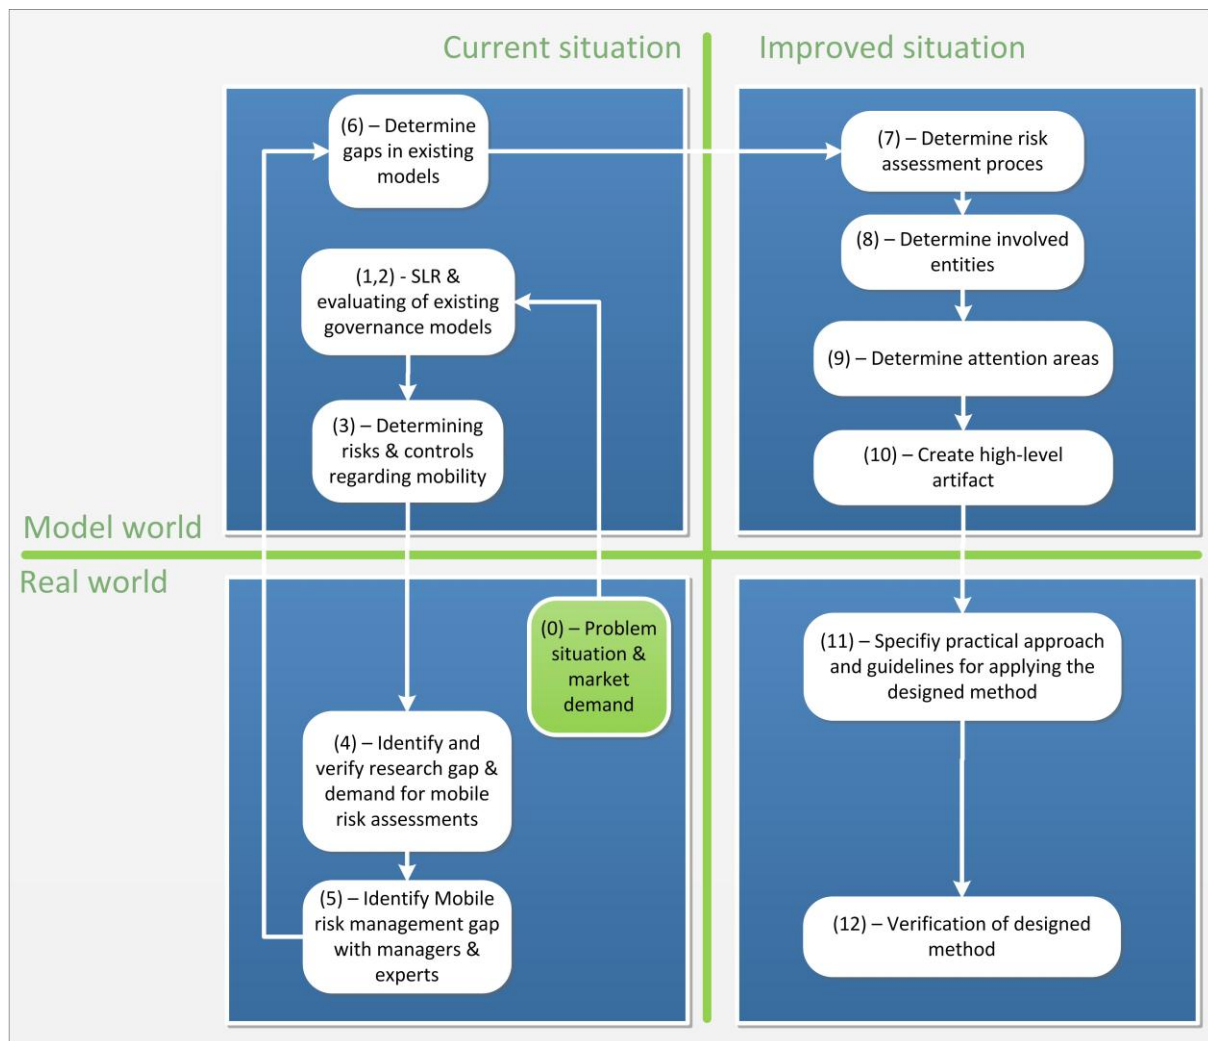 Current situation
Improved situation
(6) – Determine
gaps in existing
models
(1,2) - SLR &
evaluating of existing
governance models
(3) – Determining
risks & controls
regarding mobility
(7) – Determine risk
assessment proces
(8) – Determine involved
entities
(9) – Determine attention areas
(10) – Create high-level
artifact
Model world
Real world
(0) – Problem
situation &
market
demand
(4) – Identify and
verify research gap &
demand for mobile
risk assessments
(5) – Identify Mobile
risk management gap
with managers &
experts
(11) – Specifiy practical approach
and guidelines for applying the
designed method
(12) – Verification of designed
method